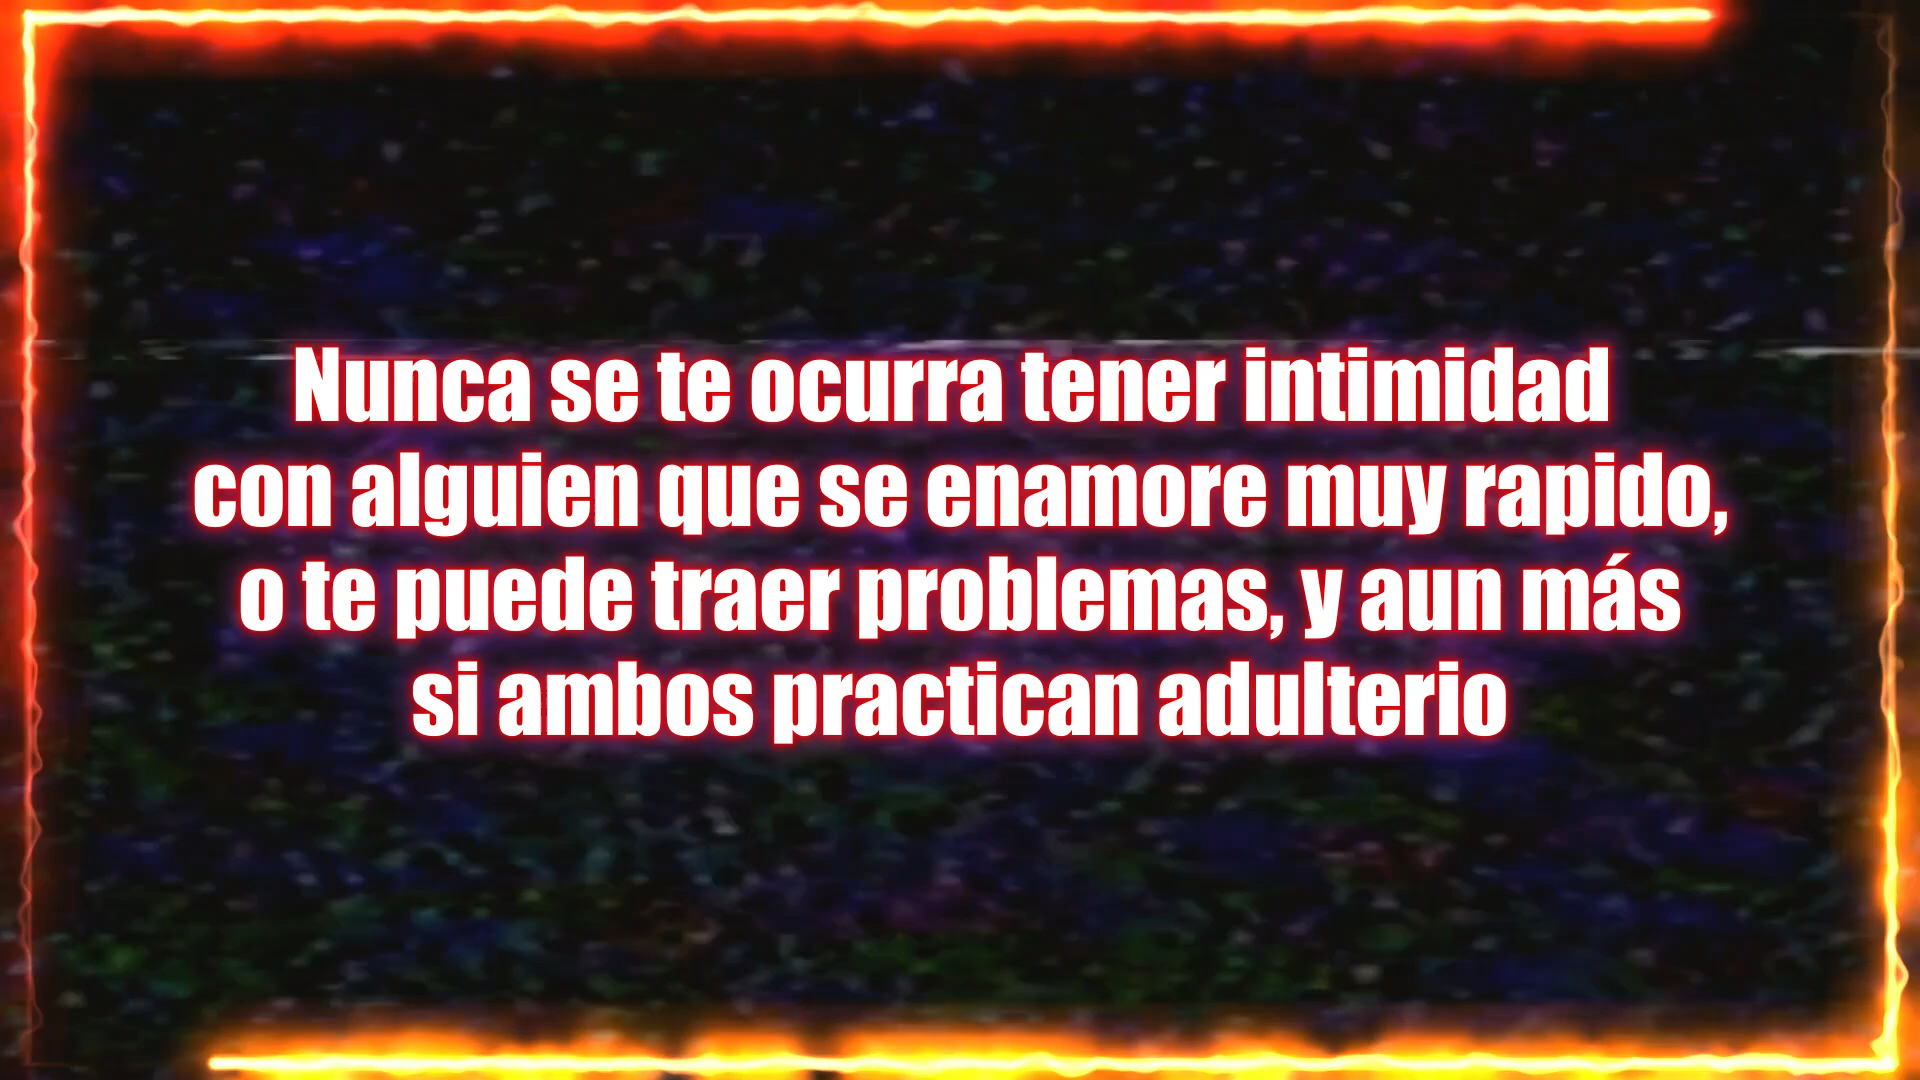 Nunca se te ocurra tener intimidad
con alguien que se enamore muy rapido,
o te puede traer problemas, y aun más
si ambos practican adulterio